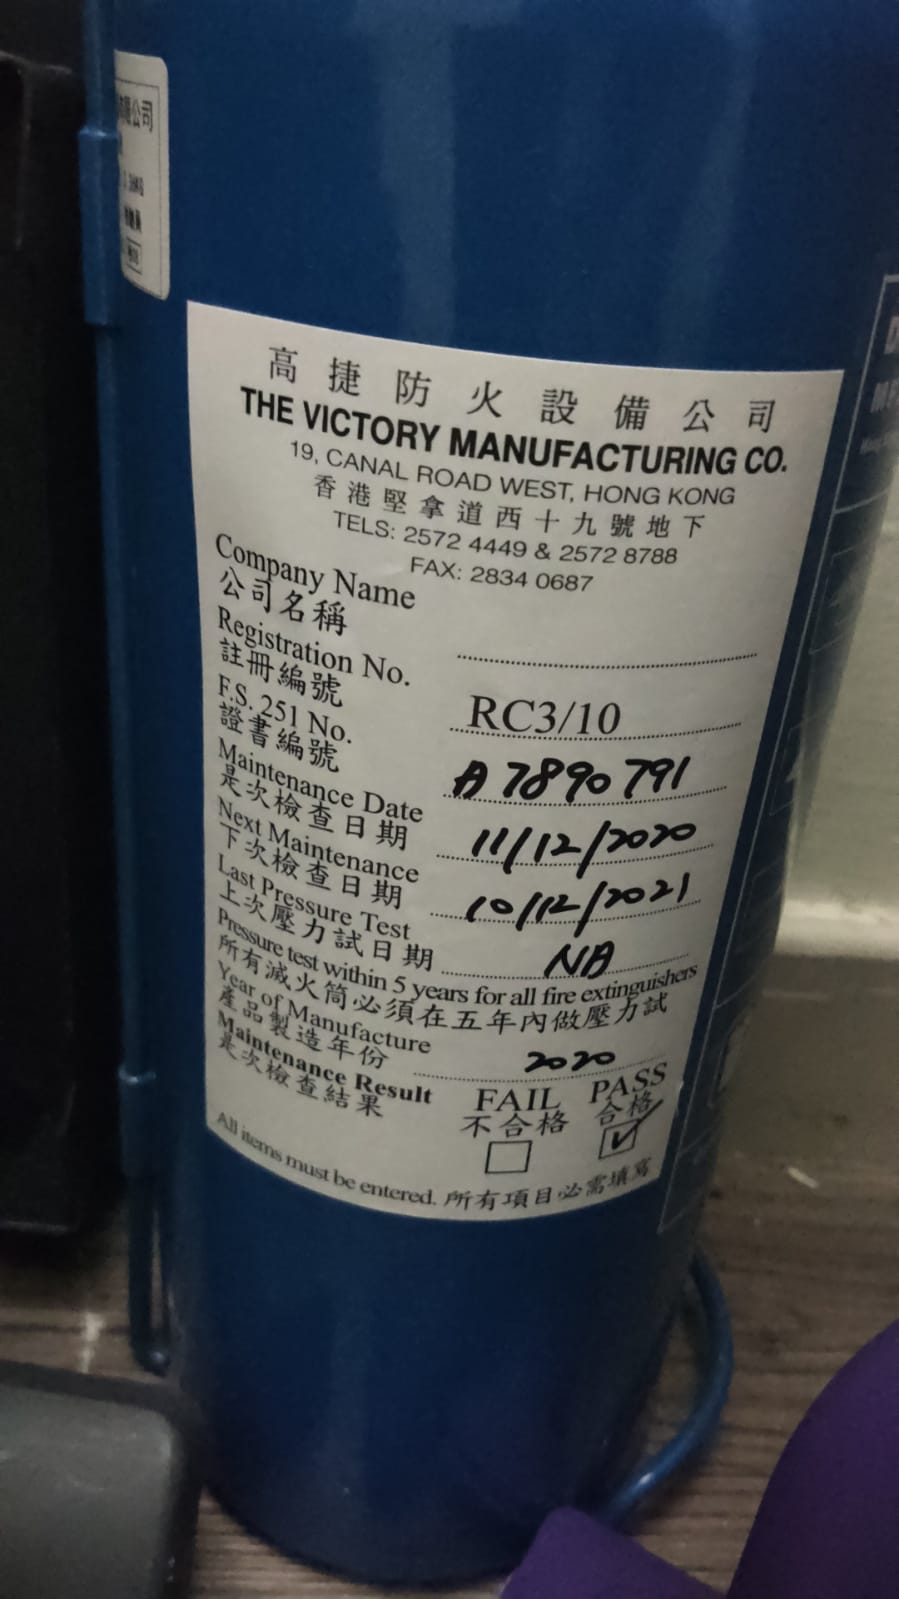 公司
高捷防火設備公司
THE VICTORY MANUFACTURING CO.
19, CANAL ROAD WEST, HONG KONG
香港堅拿道西十九號地下
TELS: 2572 4449 & 2572 8788
FAX: 2834 0687
Company Name
公司名稱
Registration No. RC3/10
註冊編號
F.S. 251 No. A 7890791
證書編號
Maintenance Date 11/12/2020
是次檢查日期
Next Maintenance 10/12/2021
下次檢查日期
Last Pressure Test NA
上次壓力試日期
Pressure test within 5 years for all fire extinguishers
所有滅火筒必須在五年內做壓力試
Year of Manufacture 2020
產品製造年份
Maintenance Result FAIL PASS
是次檢查結果 不合格 合格
All items must be entered. 所有項目必需填寫